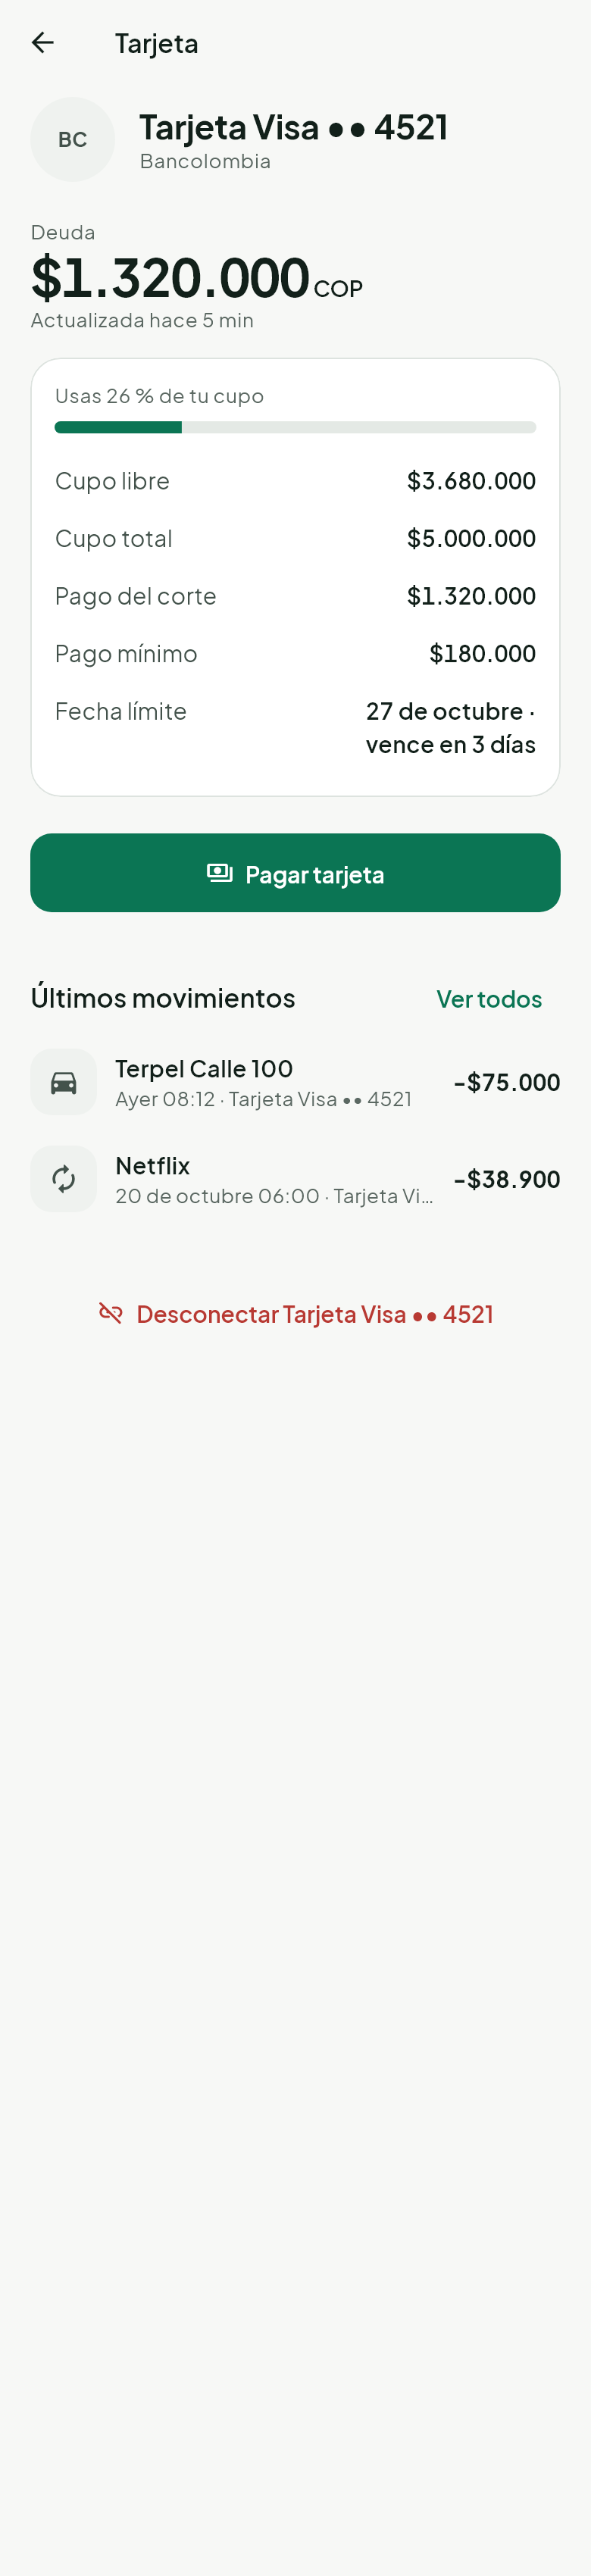 Tarjeta
BC
Tarjeta Visa •• 4521
Bancolombia
Deuda
$1.320.000 COP
Actualizada hace 5 min
Usas 26 % de tu cupo
Cupo libre $3.680.000
Cupo total $5.000.000
Pago del corte $1.320.000
Pago mínimo $180.000
Fecha límite 27 de octubre ·
vence en 3 días
Pagar tarjeta
Últimos movimientos Ver todos
Terpel Calle 100
Ayer 08:12 · Tarjeta Visa •• 4521
-$75.000
Netflix
20 de octubre 06:00 · Tarjeta Vi...
-$38.900
Desconectar Tarjeta Visa •• 4521